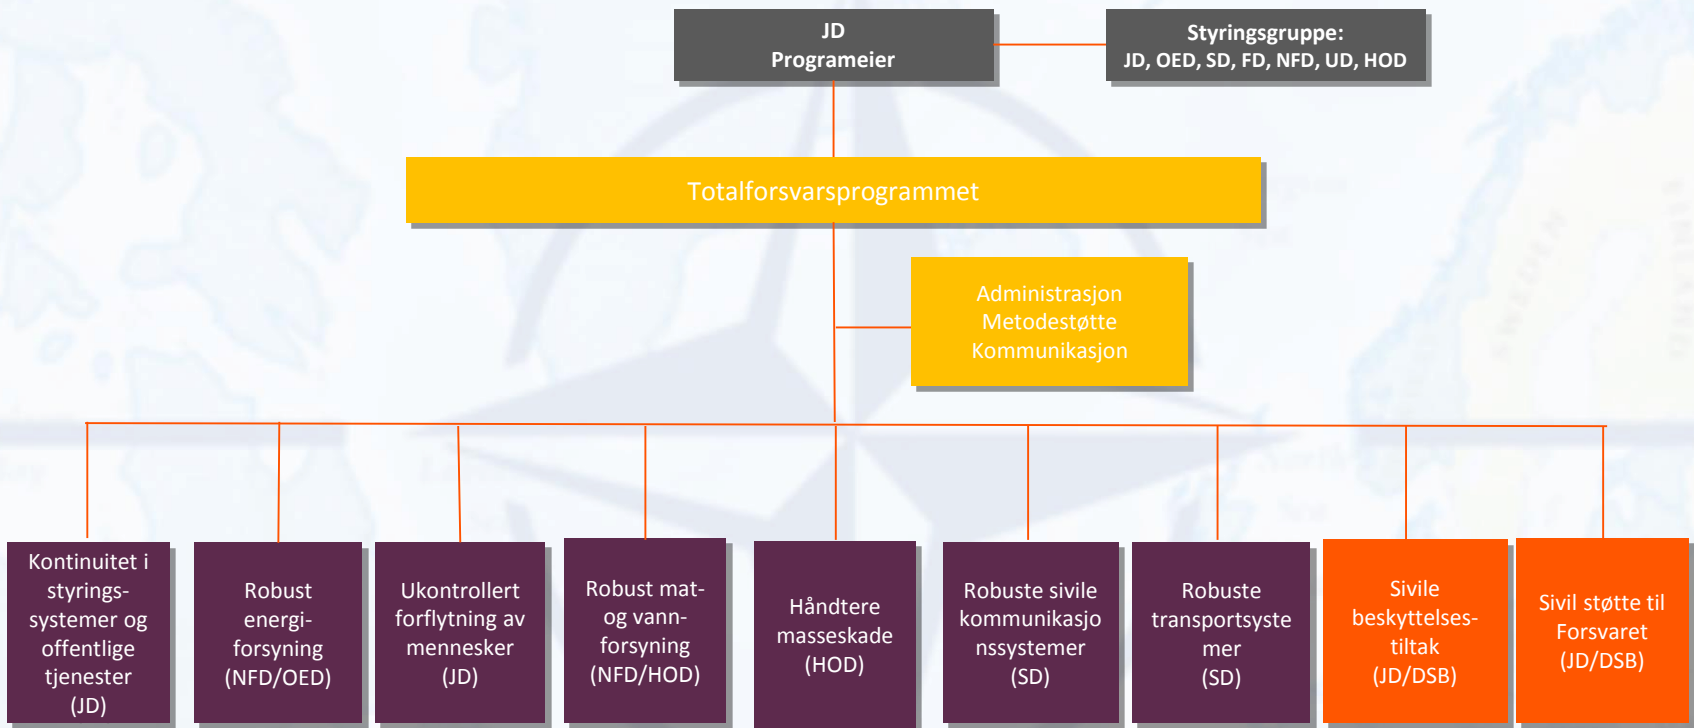 JD
Programeier
Styringsgruppe:
JD, OED, SD, FD, NFD, UD, HOD
Totalforsvarsprogrammet
Administrasjon
Metodestøtte
Kommunikasjon
Kontinuitet i
styrings-
systemer og
offentlige
tjenester
(JD)
Robust
energi-
forsyning
(NFD/OED)
Ukontrollert
forflytning av
mennesker
(JD)
Robust mat-
og vann-
forsyning
(NFD/HOD)
Håndtere
masseskade
(HOD)
Robuste sivile
kommunikasjo
nssystemer
(SD)
Robuste
transportsyste
mer
(SD)
Sivile
beskyttelses-
tiltak
(JD/DSB)
Sivil støtte til
Forsvaret
(JD/DSB)
SWEDEN